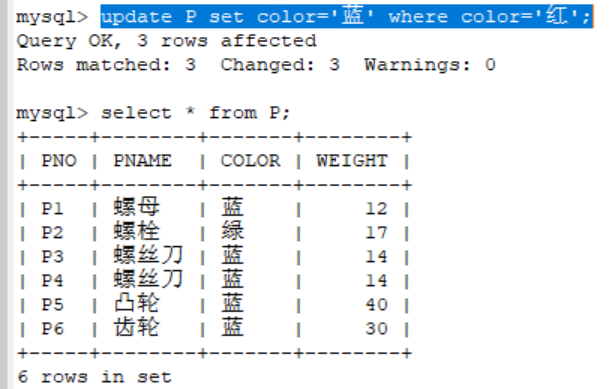 mysql> update P set color='蓝' where color='红';
Query OK, 3 rows affected
Rows matched: 3  Changed: 3  Warnings: 0
mysql> select * from P;
+-----+--------+-------+--------+
| PNO | PNAME  | COLOR | WEIGHT |
+-----+--------+-------+--------+
| P1  | 螺母   | 蓝    |     12 |
| P2  | 螺栓   | 绿    |     17 |
| P3  | 螺丝刀 | 蓝    |     14 |
| P4  | 螺丝刀 | 蓝    |     14 |
| P5  | 凸轮   | 蓝    |     40 |
| P6  | 齿轮   | 蓝    |     30 |
+-----+--------+-------+--------+
6 rows in set